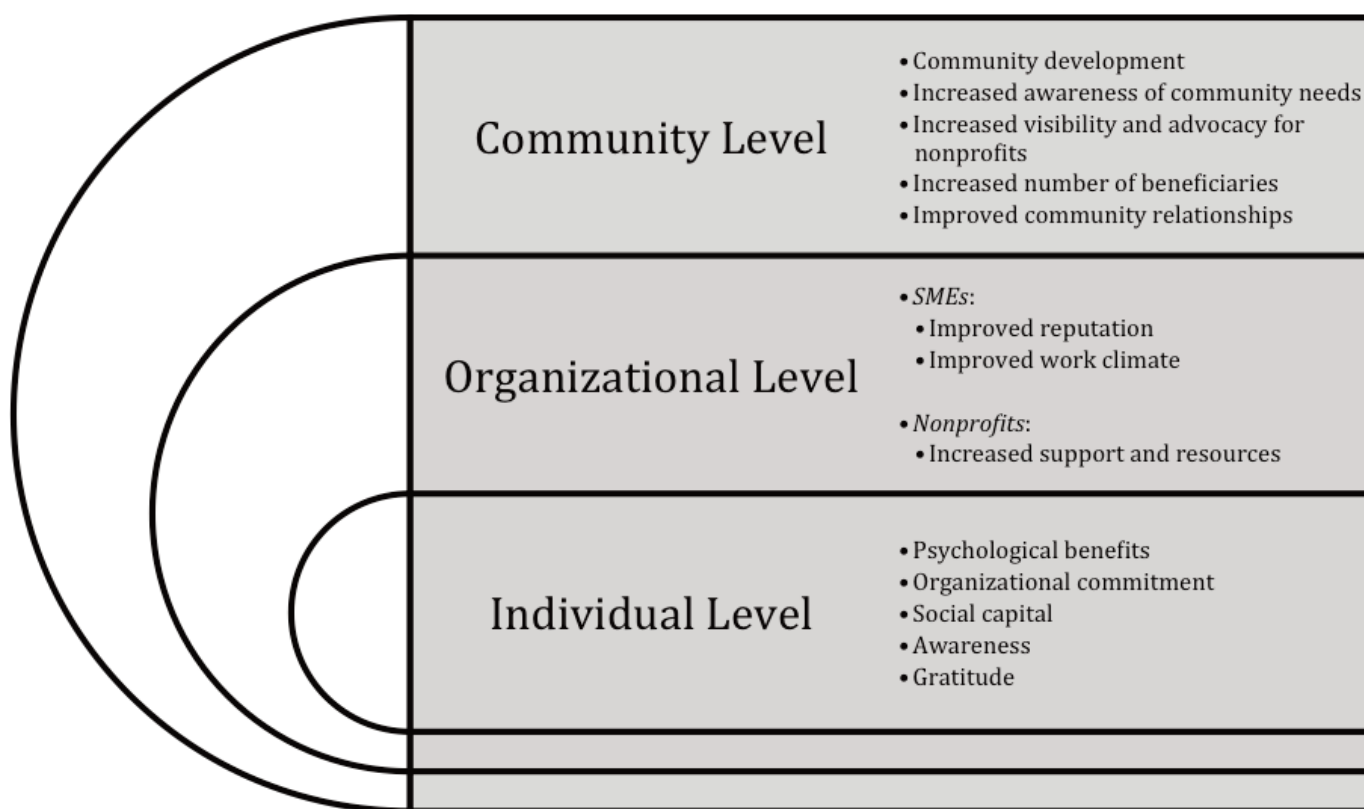 Community Level
• Community development
• Increased awareness of community needs
• Increased visibility and advocacy for
nonprofits
• Increased number of beneficiaries
• Improved community relationships
Organizational Level
• SMEs:
• Improved reputation
• Improved work climate
• Nonprofits:
• Increased support and resources
Individual Level
• Psychological benefits
• Organizational commitment
• Social capital
• Awareness
• Gratitude